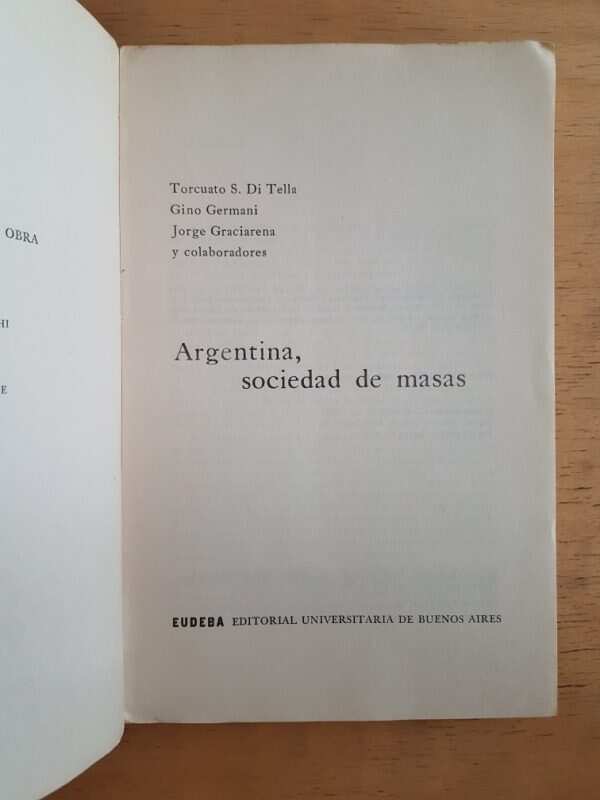 OBRA
HI
E
Torcuato S. Di Tella
Gino Germani
Jorge Graciarena
y colaboradores
Argentina,
sociedad de masas
EUDEBA EDITORIAL UNIVERSITARIA DE BUENOS AIRES